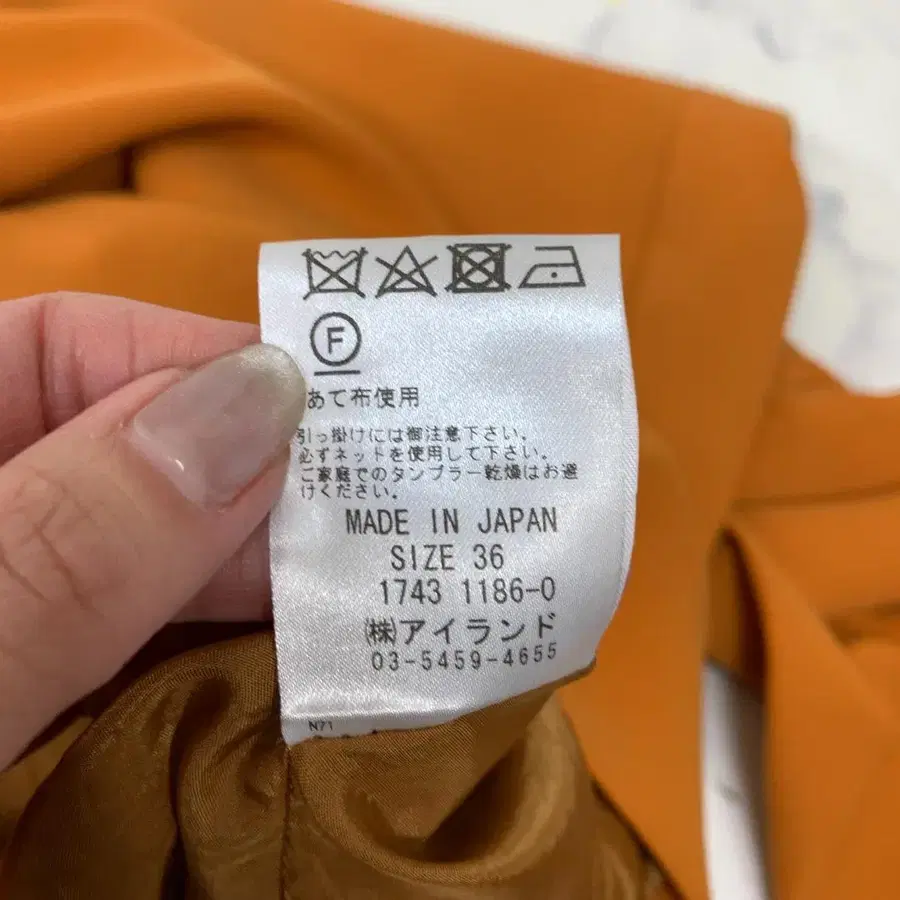 F
あて布使用
引っ掛けには御注意下さい。
必ずネットを使用して下さい。
ご家庭でのタンブラー乾燥はお避
けください。
MADE IN JAPAN
SIZE 36
1743 1186-0
㈱アイランド
03-5459-4655
N71